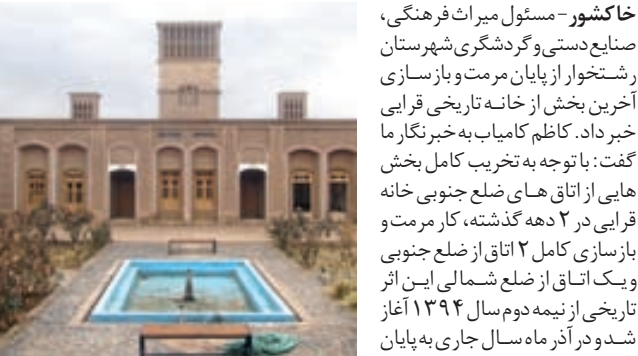 خاکشور-مسئول میراث فرهنگی،
صنایع دستی و گردشگری شهرستان
رشتخوار از پایان مرمت و بازسازی
آخرین بخش از خانه تاریخی قرایی
خبر داد. کاظم کامیاب به خبرنگار ما
گفت: با توجه به تخریب کامل بخش
هایی از اتاق های ضلع جنوبی خانه
قرایی در ۲ دهه گذشته، کار مرمت و
بازسازی کامل ۲ اتاق از ضلع جنوبی
و یک اتاق از ضلع شمالی این اثر
تاریخی از نیمه دوم سال ۱۳۹۴ آغاز
شد و در آذر ماه سال جاری به پایان